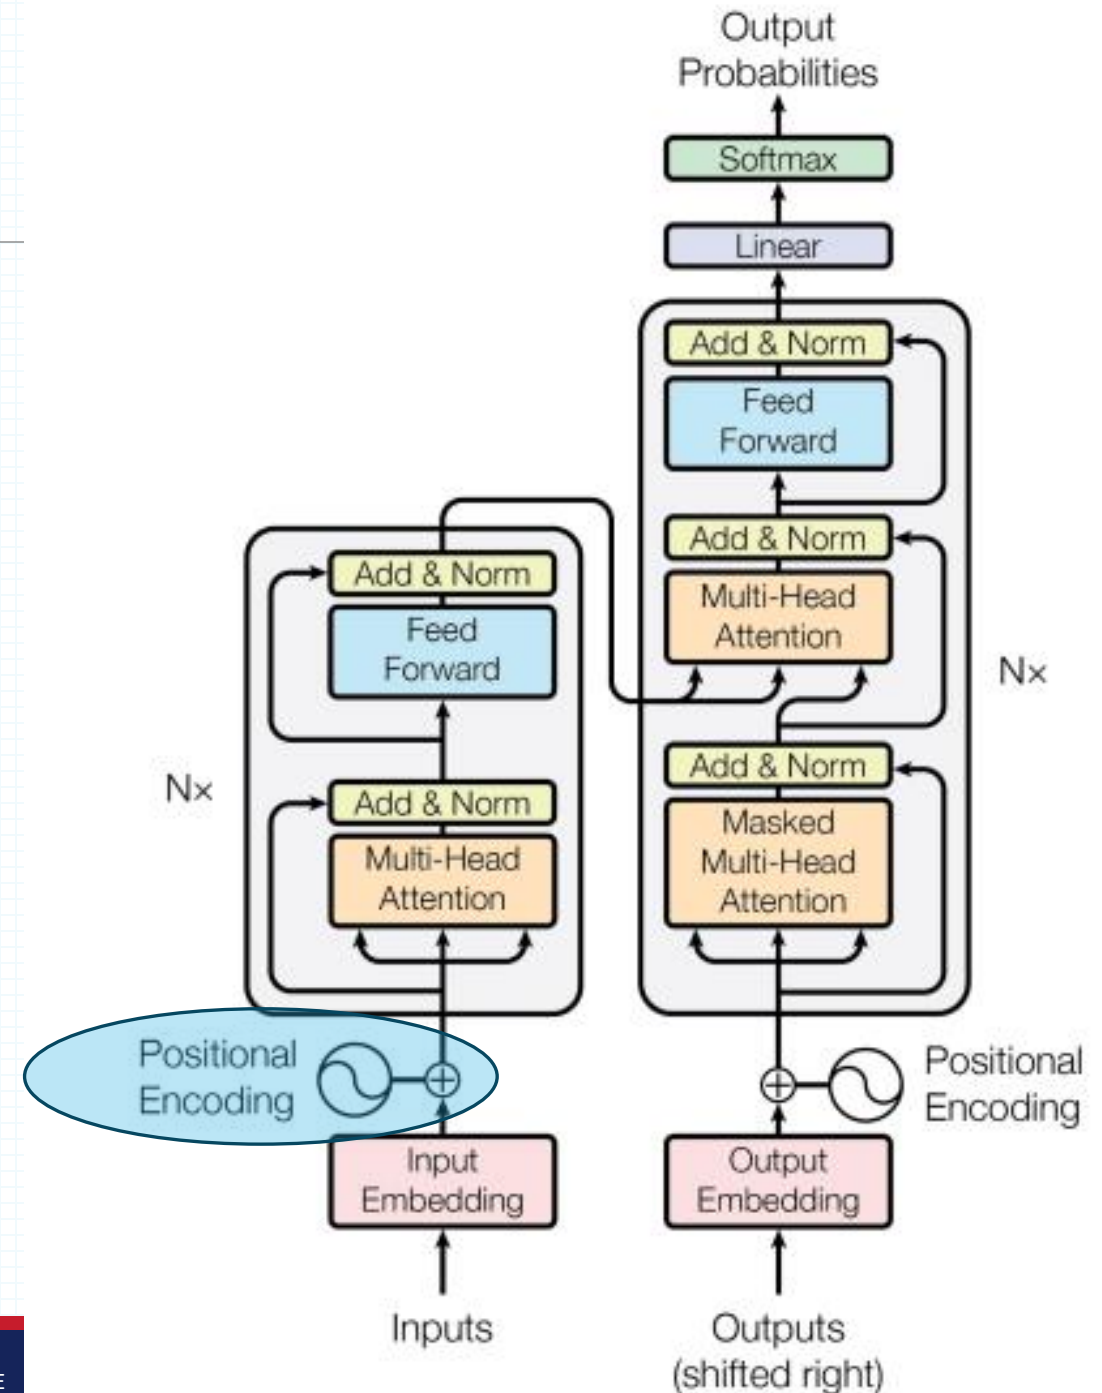 Output
Probabilities
Softmax
Linear
Add & Norm
Feed
Forward
Add & Norm
Multi-Head
Attention
Nx
Add & Norm
Masked
Multi-Head
Attention
Add & Norm
Feed
Forward
Nx
Add & Norm
Multi-Head
Attention
Positional
Encoding
Positional
Encoding
Input
Embedding
Output
Embedding
Inputs
Outputs
(shifted right)
E